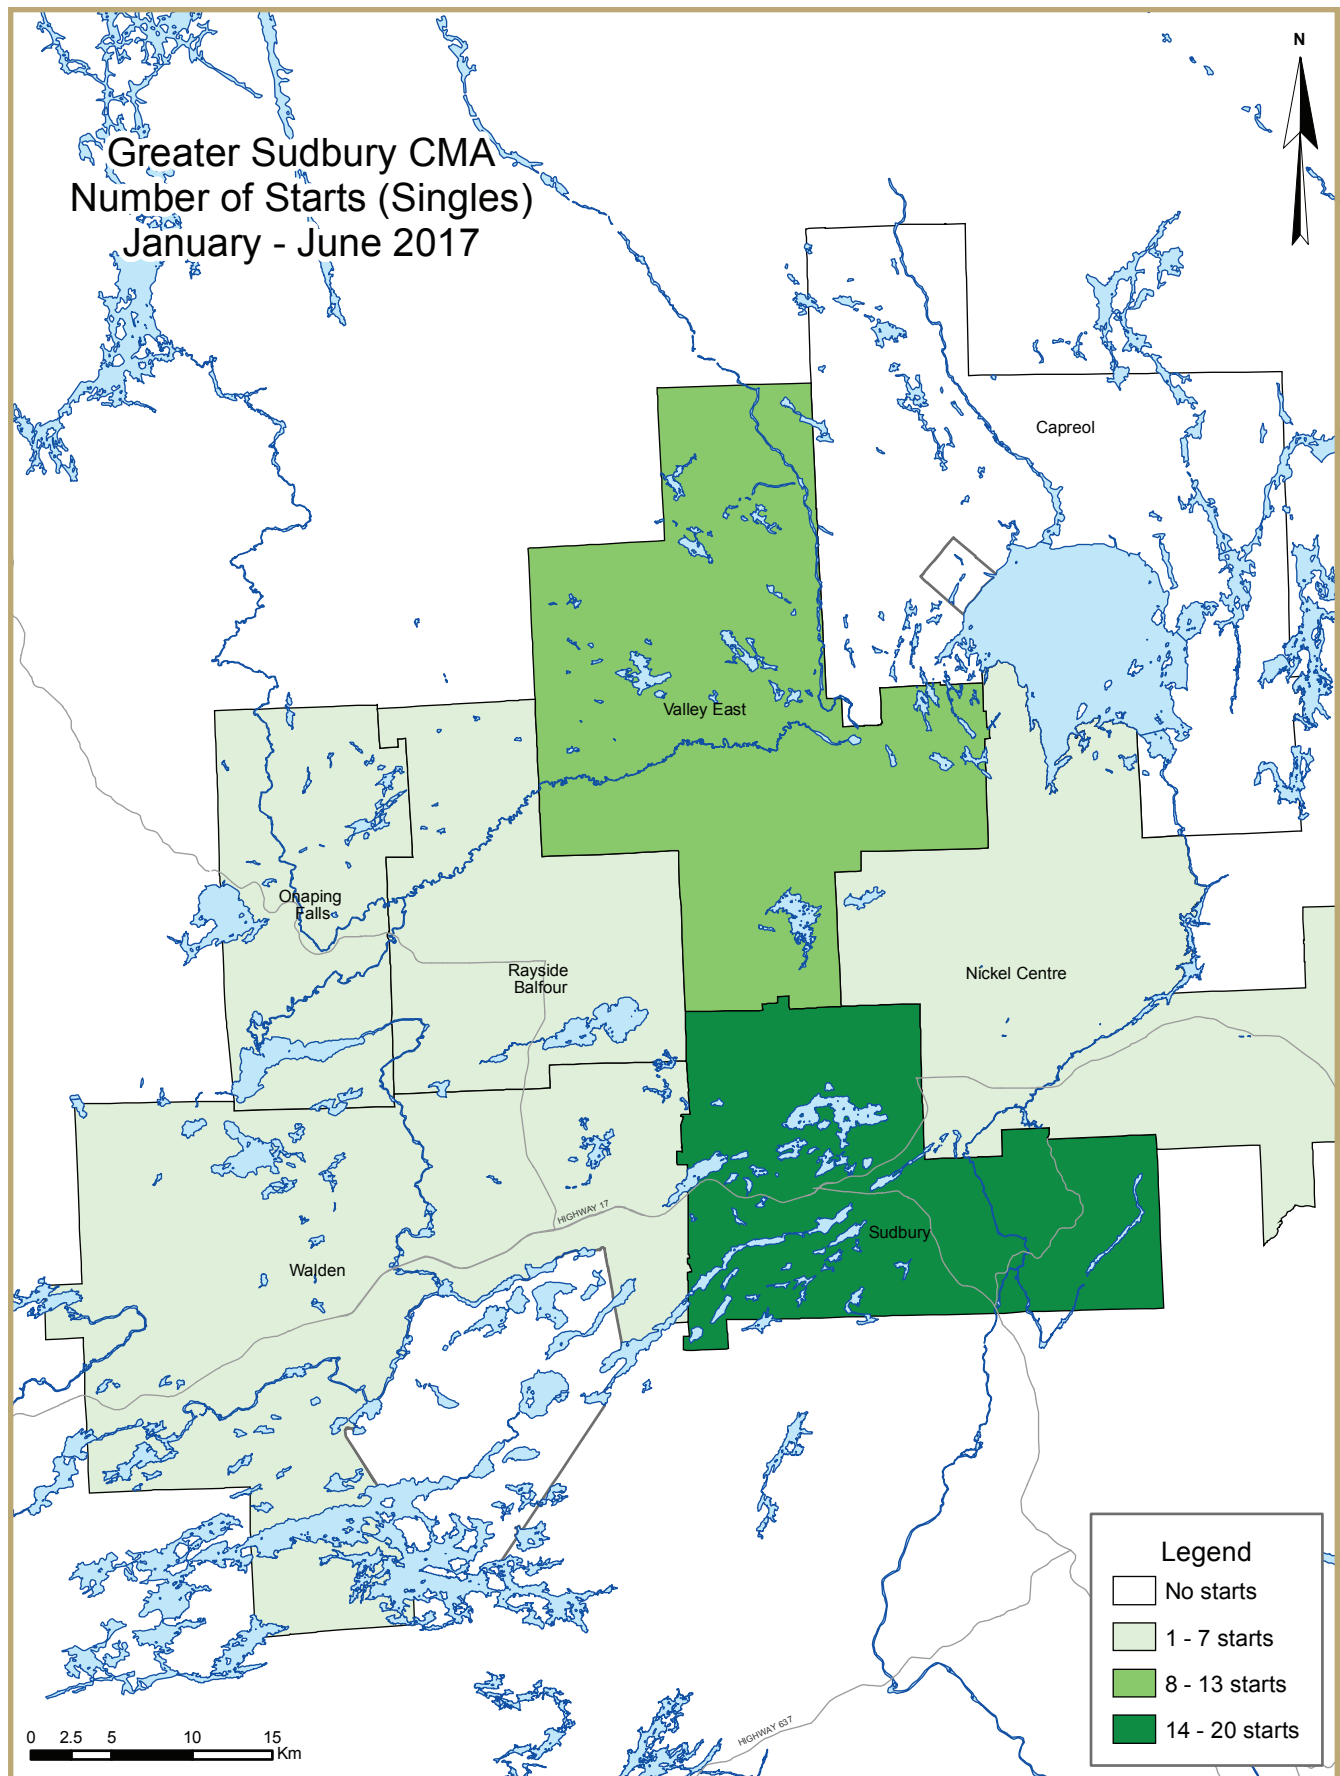 N
Greater Sudbury CMA
Number of Starts (Singles)
January - June 2017
Capreol
Valley East
Onaping
Falls
Rayside
Balfour
Nickel Centre
HIGHWAY 17
Sudbury
Walden
Legend
No starts
1 - 7 starts
8 - 13 starts
14 - 20 starts
HIGHWAY 637
0 2.5 5 10 15
Km